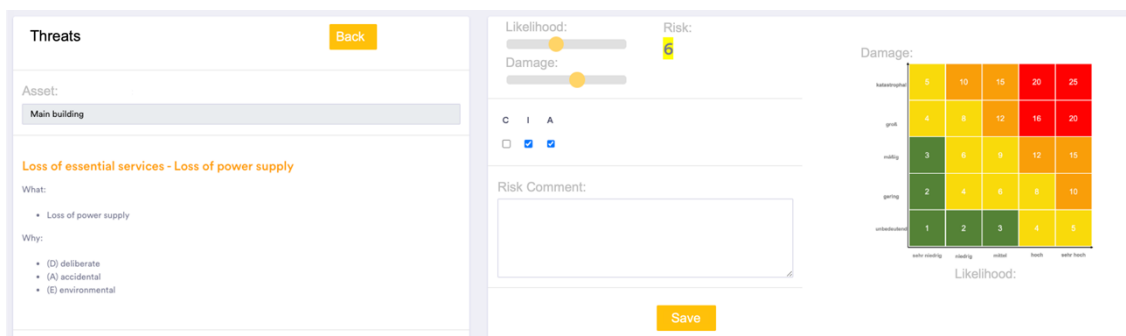 Threats
Back
Asset:
Main building
Loss of essential services - Loss of power supply
What:
• Loss of power supply
Why:
• (D) deliberate
• (A) accidental
• (E) environmental
Likelihood:
Risk:
6
Damage:
C I A
Risk Comment:
Save
Damage:
katastrophal 5 10 15 20 25
groß 4 8 12 16 20
mäßig 3 6 9 12 15
gering 2 4 6 8 10
unbedeutend 1 2 3 4 5
sehr niedrig niedrig mittel hoch sehr hoch
Likelihood: